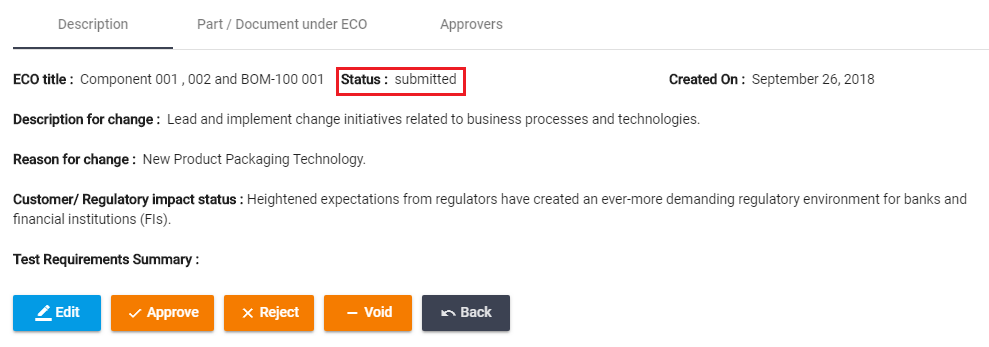 Description Part / Document under ECO Approvers
ECO title : Component 001 , 002 and BOM-100 001 Status : submitted Created On : September 26, 2018
Description for change : Lead and implement change initiatives related to business processes and technologies.
Reason for change : New Product Packaging Technology.
Customer/ Regulatory impact status : Heightened expectations from regulators have created an ever-more demanding regulatory environment for banks and
financial institutions (FIs).
Test Requirements Summary :
Edit Approve Reject Void Back